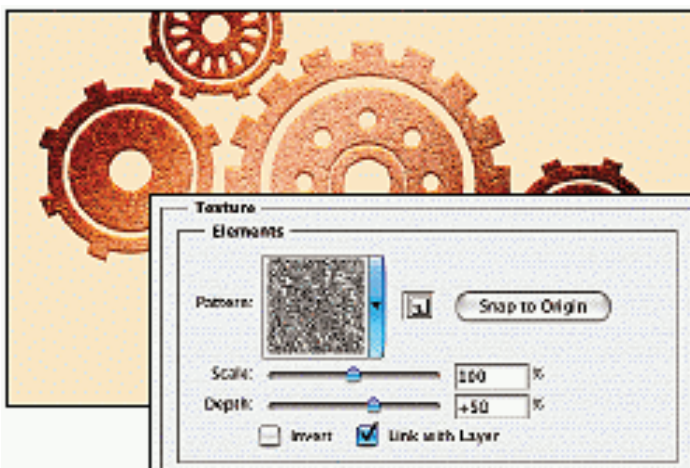 Texture
Elements
Pattern:
Snap to Origin
Scale: 100 %
Depth: +50 %
Invert Link with Layer